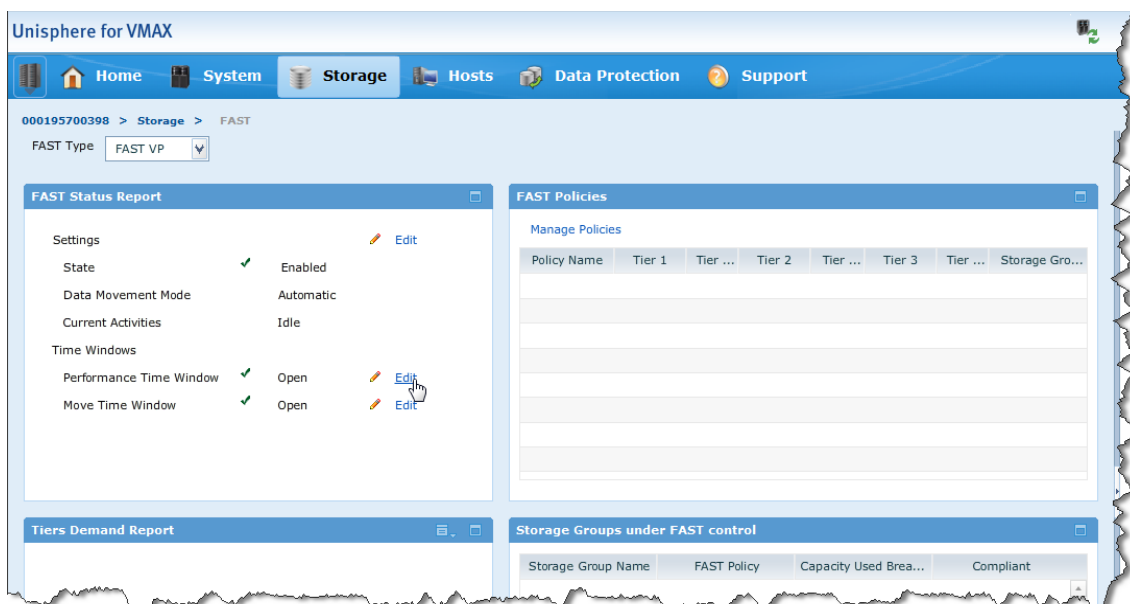 Unisphere for VMAX
Home System Storage Hosts Data Protection Support
000195700398 > Storage > FAST
FAST Type FAST VP
FAST Status Report
Settings Edit
State Enabled
Data Movement Mode Automatic
Current Activities Idle
Time Windows
Performance Time Window Open Edit
Move Time Window Open Edit
FAST Policies
Manage Policies
Policy Name Tier 1 Tier ... Tier 2 Tier ... Tier 3 Tier ... Storage Gro...
Tiers Demand Report
Storage Groups under FAST control
Storage Group Name FAST Policy Capacity Used Brea... Compliant